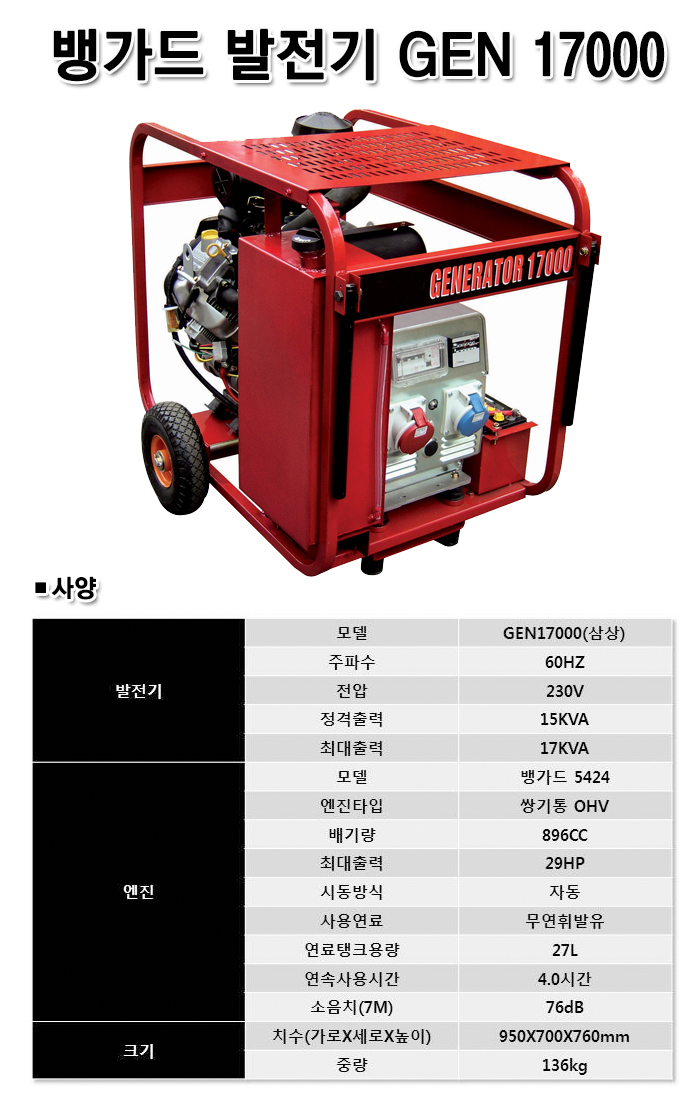 뱅가드 발전기 GEN 17000
GENERATOR 17000
■ 사양
발전기
모델 GEN17000(삼상)
주파수 60HZ
전압 230V
정격출력 15KVA
최대출력 17KVA
엔진
모델 뱅가드 5424
엔진타입 쌍기통 OHV
배기량 896CC
최대출력 29HP
시동방식 자동
사용연료 무연휘발유
연료탱크용량 27L
연속사용시간 4.0시간
소음치(7M) 76dB
크기
치수(가로X세로X높이) 950X700X760mm
중량 136kg